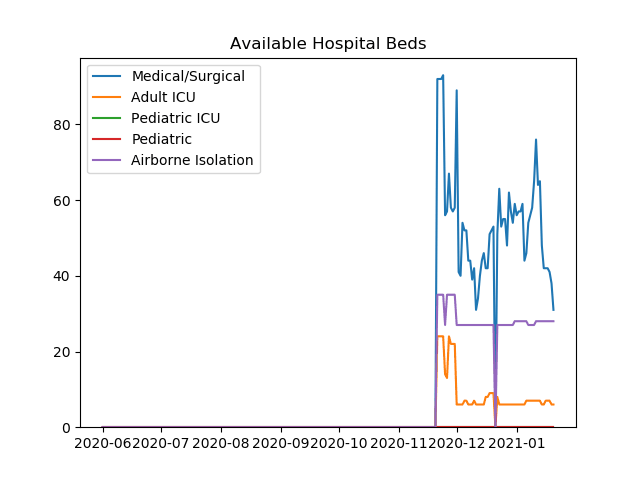 Available Hospital Beds
Medical/Surgical
Adult ICU
Pediatric ICU
Pediatric
Airborne Isolation
80
60
40
20
0
2020-06 2020-07 2020-08 2020-09 2020-10 2020-11 2020-12 2021-01